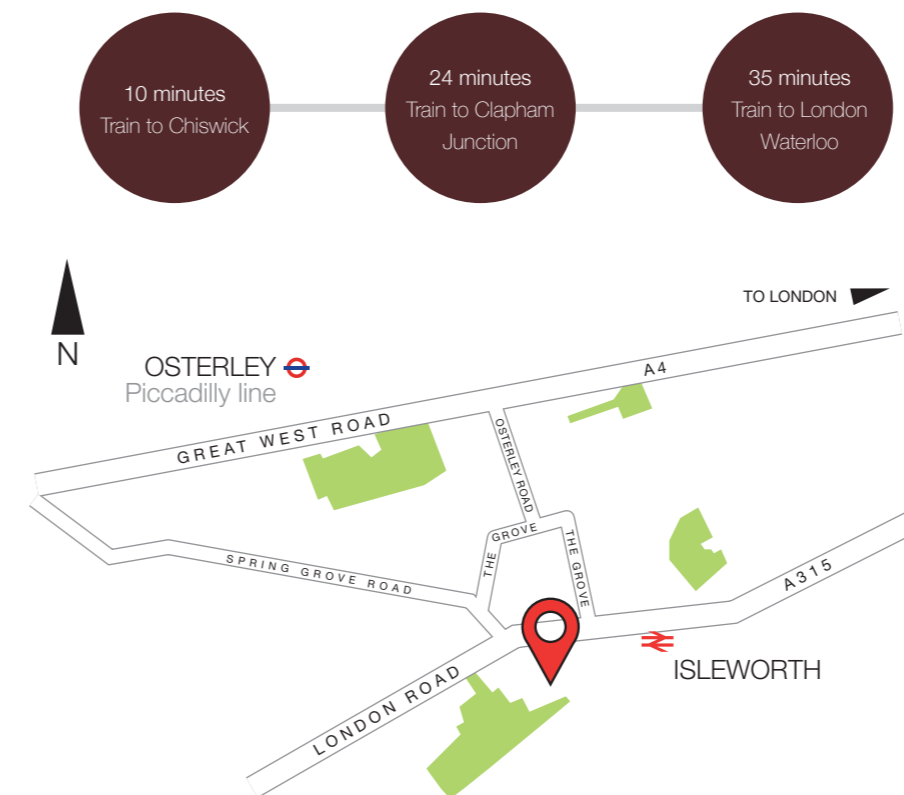 10 minutes
Train to Chiswick
24 minutes
Train to Clapham
Junction
35 minutes
Train to London
Waterloo
TO LONDON
N
OSTERLEY
Piccadilly line
A4
GREAT WEST ROAD
OSTERLEY ROAD
THE GROVE
THE GROVE
SPRING GROVE ROAD
A315
ISLEWORTH
LONDON ROAD